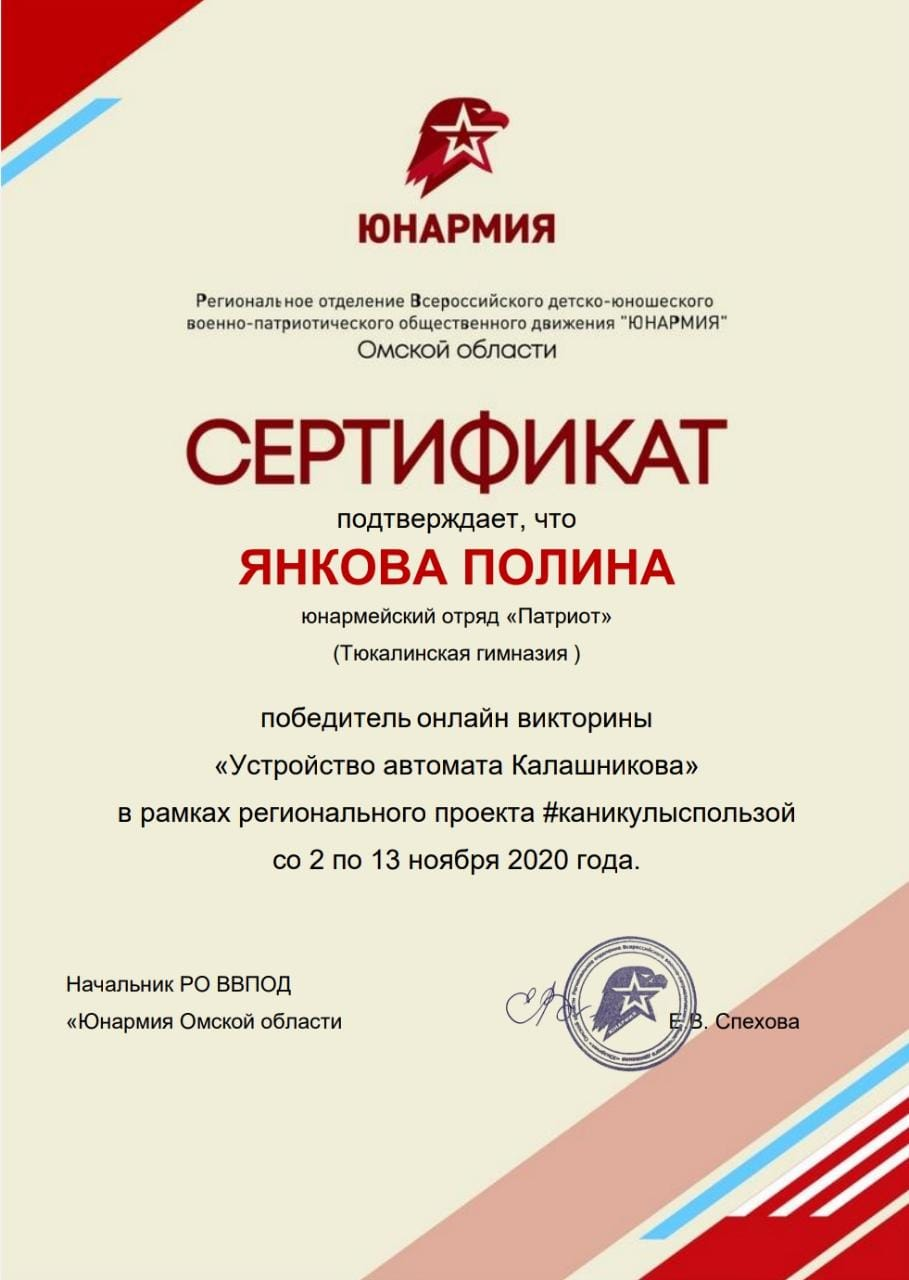 ЮНАРМИЯ
Региональное отделение Всероссийского детско-юношеского
военно-патриотического общественного движения "ЮНАРМИЯ"
Омской области
СЕРТИФИКАТ
подтверждает, что
ЯНКОВА ПОЛИНА
юнармейский отряд «Патриот»
(Тюкалинская гимназия )
победитель онлайн викторины
«Устройство автомата Калашникова»
в рамках регионального проекта #каникулыспользой
со 2 по 13 ноября 2020 года.
Начальник РО ВВПОД
«Юнармия Омской области
Е.В. Спехова